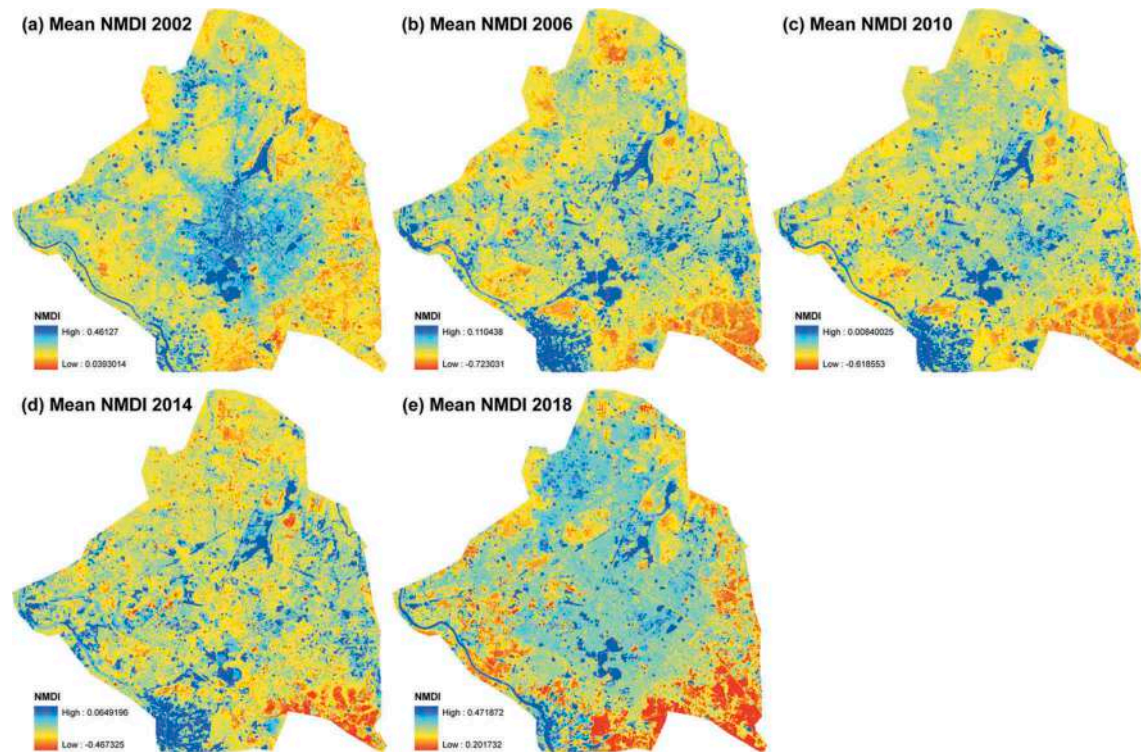 (a) Mean NMDI 2002
(b) Mean NMDI 2006
(c) Mean NMDI 2010
NMDI
High : 0.46127
Low : 0.0393014
NMDI
High : 0.110438
Low : -0.723031
NMDI
High : 0.00840025
Low : -0.618553
(d) Mean NMDI 2014
(e) Mean NMDI 2018
NMDI
High : 0.0649196
Low : -0.467325
NMDI
High : 0.471872
Low : 0.201732